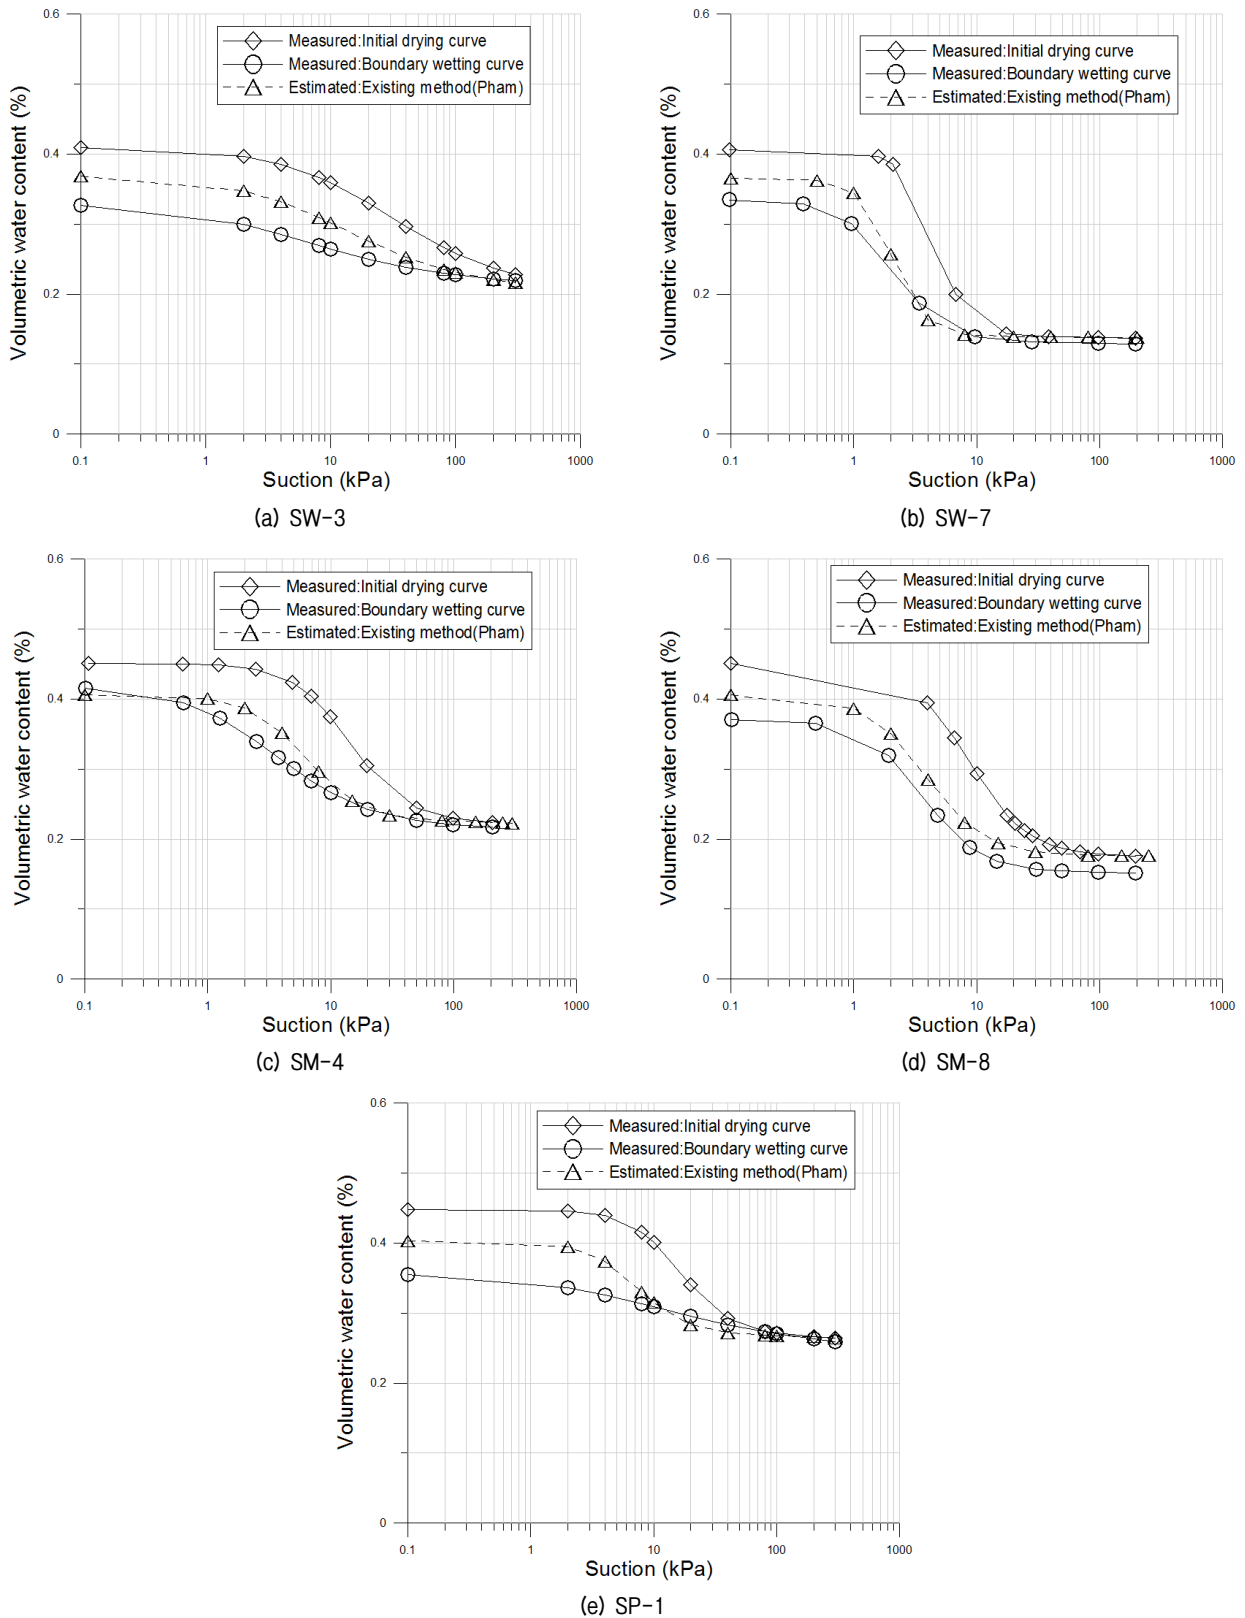 0.6
Measured:Initial drying curve
Measured:Boundary wetting curve
Estimated:Existing method(Pham)
Volumetric water content (%)
0.4
0.2
0
0.1 1 10 100 1000
Suction (kPa)
(a) SW-3
0.6
Measured:Initial drying curve
Measured:Boundary wetting curve
Estimated:Existing method(Pham)
Volumetric water content (%)
0.4
0.2
0
0.1 1 10 100 1000
Suction (kPa)
(b) SW-7
0.6
Measured:Initial drying curve
Measured:Boundary wetting curve
Estimated:Existing method(Pham)
Volumetric water content (%)
0.4
0.2
0
0.1 1 10 100 1000
Suction (kPa)
(c) SM-4
0.6
Measured:Initial drying curve
Measured:Boundary wetting curve
Estimated:Existing method(Pham)
Volumetric water content (%)
0.4
0.2
0
0.1 1 10 100 1000
Suction (kPa)
(d) SM-8
0.6
Measured:Initial drying curve
Measured:Boundary wetting curve
Estimated:Existing method(Pham)
Volumetric water content (%)
0.4
0.2
0
0.1 1 10 100 1000
Suction (kPa)
(e) SP-1